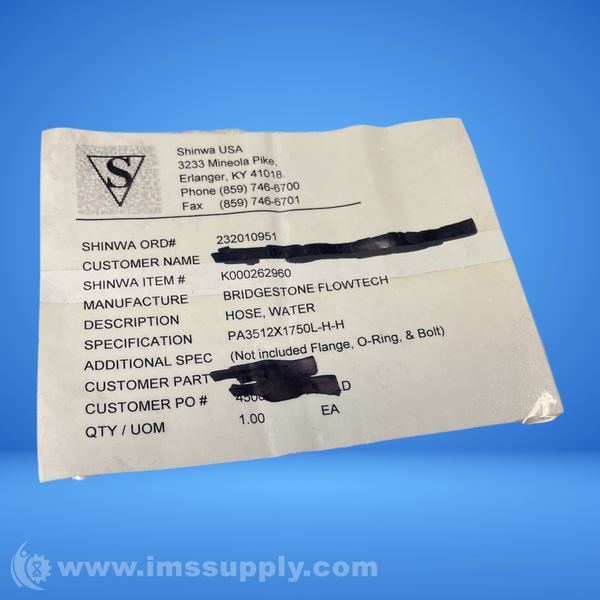 S
Shinwa USA
3233 Mineola Pike,
Erlanger, KY 41018.
Phone (859) 746-6700
Fax (859) 746-6701
SHINWA ORD# 232010951
CUSTOMER NAME
SHINWA ITEM # K000262960
MANUFACTURE BRIDGESTONE FLOWTECH
DESCRIPTION HOSE, WATER
SPECIFICATION PA3512X1750L-H-H
ADDITIONAL SPEC (Not included Flange, O-Ring, & Bolt)
CUSTOMER PART
CUSTOMER PO #
QTY / UOM 1.00 EA
www.imssupply.com